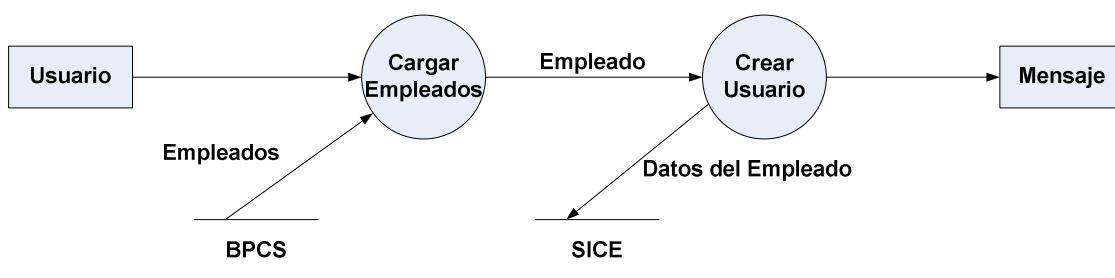 Usuario
Cargar
Empleados
Empleado
Crear
Usuario
Mensaje
Empleados
Datos del Empleado
BPCS
SICE